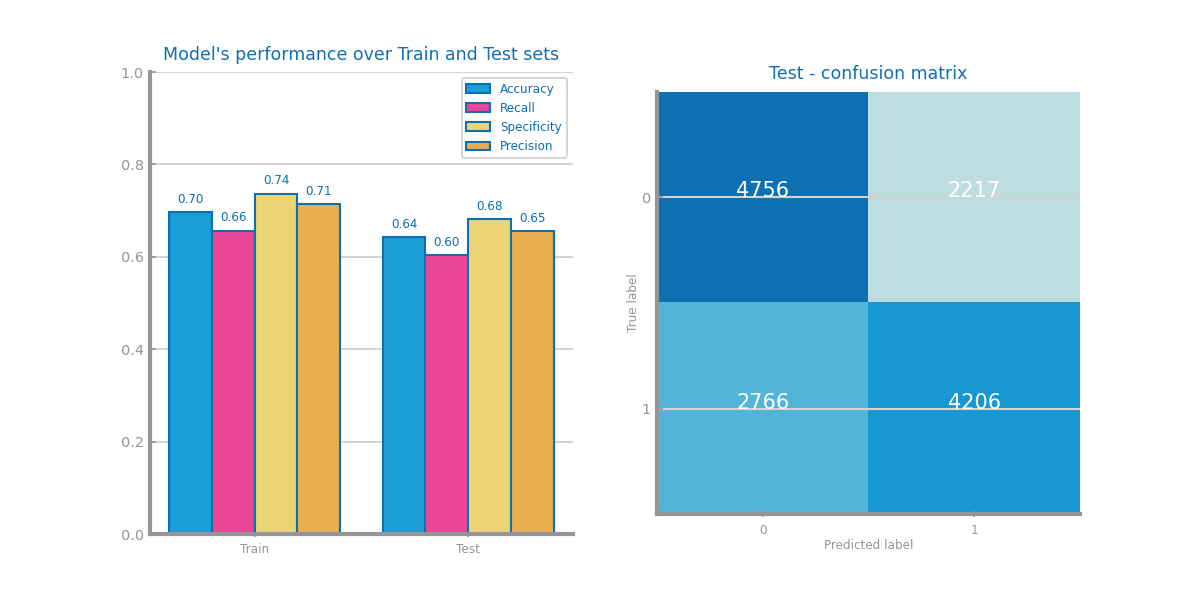 Model's performance over Train and Test sets
1.0
0.8
0.6
0.4
0.2
0.0
Accuracy
Recall
Specificity
Precision
0.70
0.66
0.74
0.71
0.64
0.60
0.68
0.65
Train
Test
Test - confusion matrix
True label
0
1
4756
2217
2766
4206
0
1
Predicted label